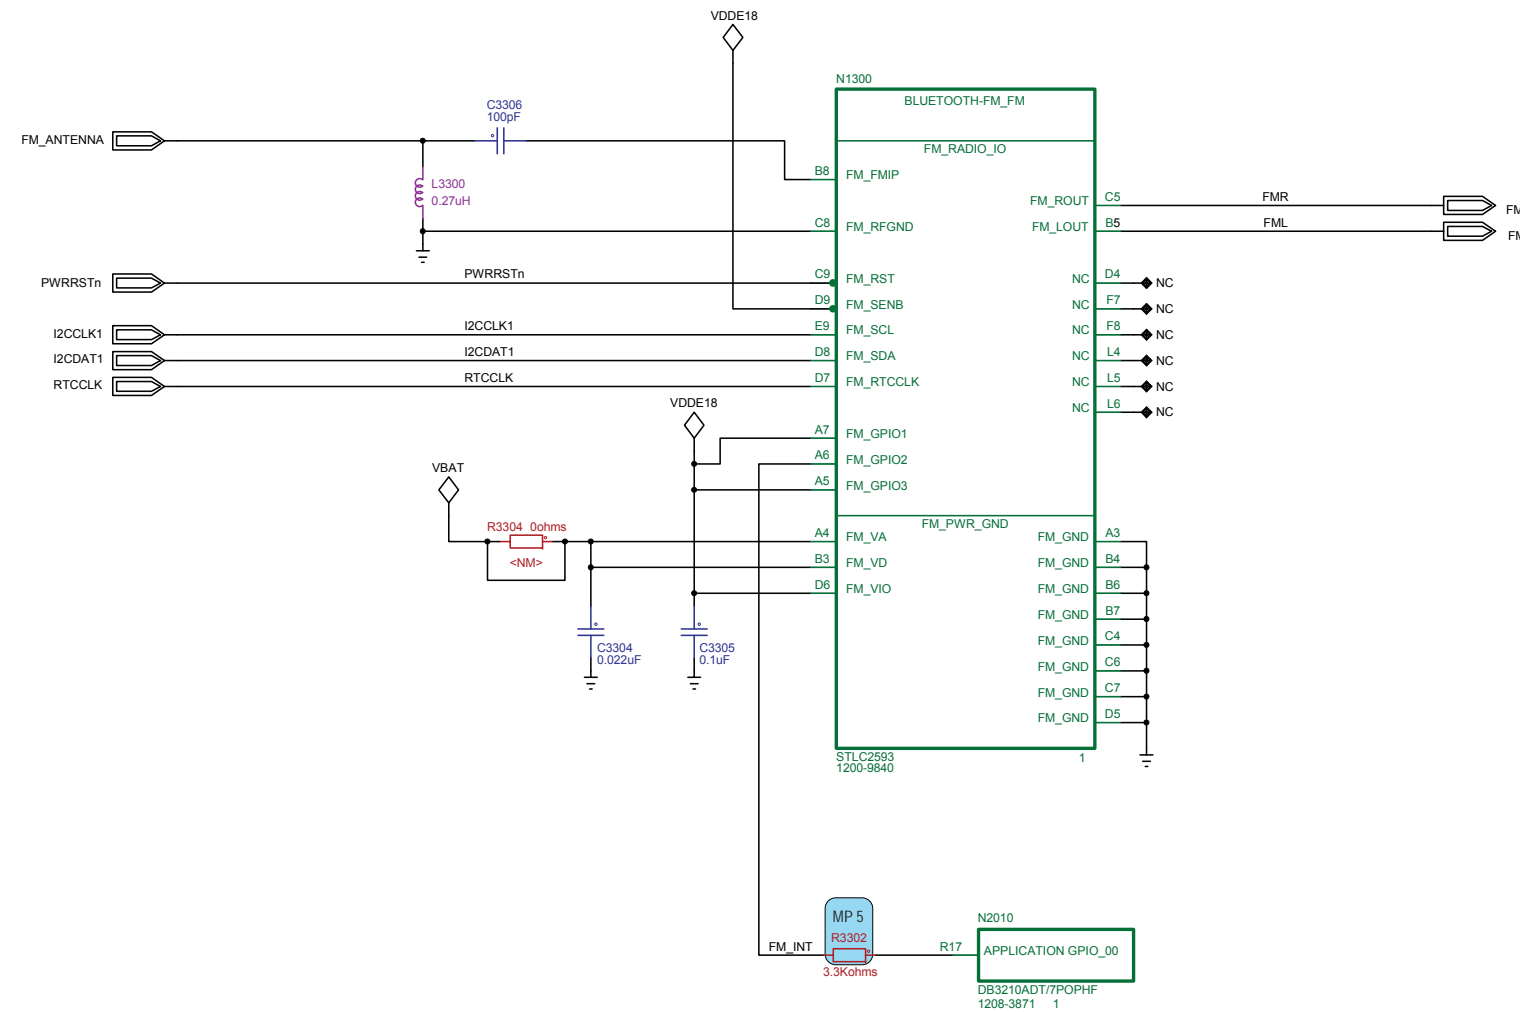 VDDE18
N1300
BLUETOOTH-FM_FM
C3306
100pF
FM_ANTENNA
FM_RADIO_IO
B8 FM_FMIP
L3300
0.27uH
FM_ROUT C5 FMR
FM
C8 FM_RFGND
FM_LOUT B5 FML
FM
PWRRSTn PWRRSTn C9 FM_RST
NC D4 NC
D9 FM_SENB
NC F7 NC
I2CCLK1 I2CCLK1 E9 FM_SCL
NC F8 NC
I2CDAT1 I2CDAT1 D8 FM_SDA
NC L4 NC
RTCCLK RTCCLK D7 FM_RTCCLK
NC L5 NC
VDDE18
NC L6 NC
A7 FM_GPIO1
A6 FM_GPIO2
VBAT
A5 FM_GPIO3
R3304 0ohms
<NM>
FM_PWR_GND
A4 FM_VA
FM_GND A3
B3 FM_VD
FM_GND B4
D6 FM_VIO
FM_GND B6
FM_GND B7
C3304
0.022uF
C3305
0.1uF
FM_GND C4
FM_GND C6
FM_GND C7
FM_GND D5
STLC2593
1200-9840
1
MP 5
R3302
FM_INT
3.3Kohms
N2010
R17 APPLICATION GPIO_00
DB3210ADT/7POPHF
1208-3871 1